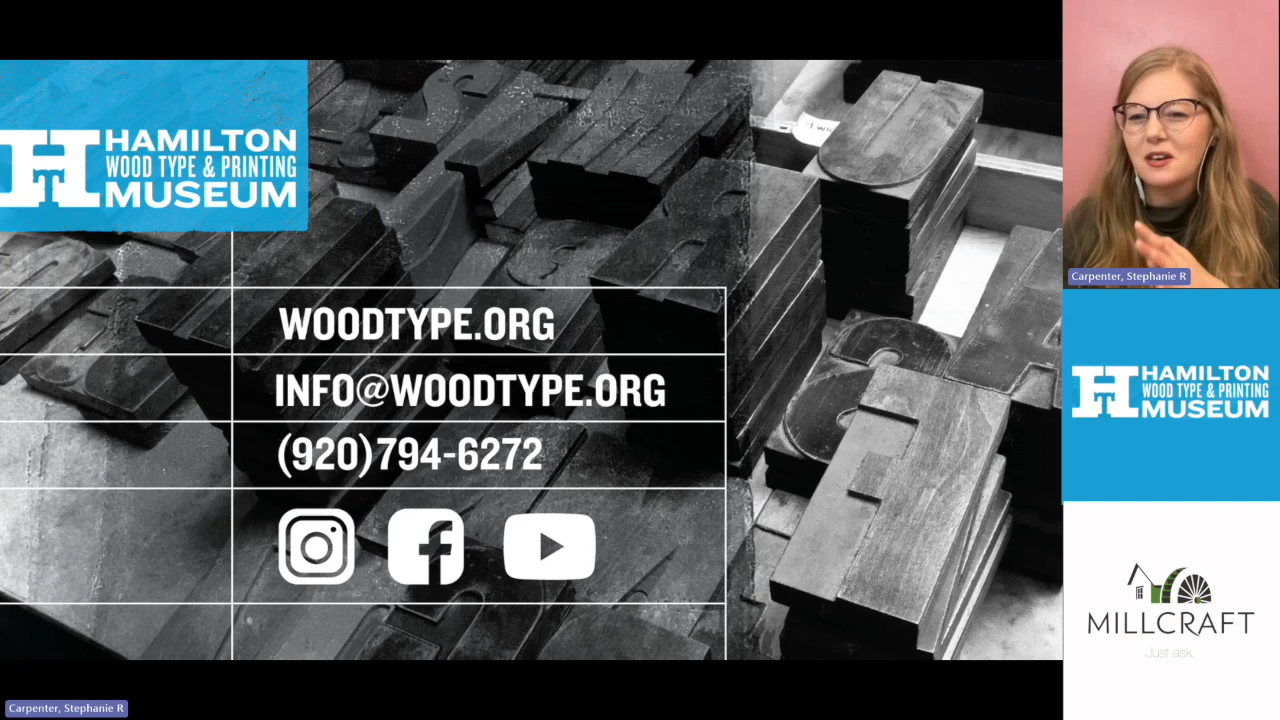 HAMILTON
WOOD TYPE & PRINTING
MUSEUM
WOODTYPE.ORG
INFO@WOODTYPE.ORG
(920)794-6272
Carpenter, Stephanie R
Carpenter, Stephanie R
HAMILTON
WOOD TYPE & PRINTING
MUSEUM
MILLCRAFT
Just ask.